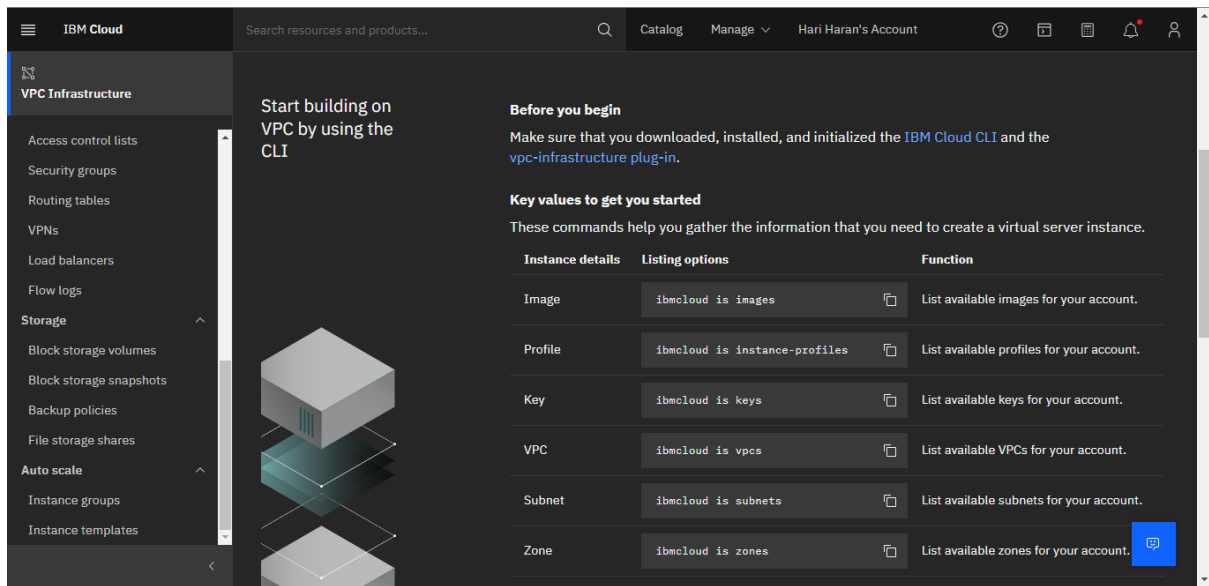 IBM Cloud
Search resources and products...
Catalog
Manage
Hari Haran's Account
VPC Infrastructure
Access control lists
Security groups
Routing tables
VPNs
Load balancers
Flow logs
Storage
Block storage volumes
Block storage snapshots
Backup policies
File storage shares
Auto scale
Instance groups
Instance templates
Start building on
VPC by using the
CLI
Before you begin
Make sure that you downloaded, installed, and initialized the IBM Cloud CLI and the
vpc-infrastructure plug-in.
Key values to get you started
These commands help you gather the information that you need to create a virtual server instance.
Instance details Listing options Function
Image ibmcloud is images List available images for your account.
Profile ibmcloud is instance-profiles List available profiles for your account.
Key ibmcloud is keys List available keys for your account.
VPC ibmcloud is vpcs List available VPCs for your account.
Subnet ibmcloud is subnets List available subnets for your account.
Zone ibmcloud is zones List available zones for your account.